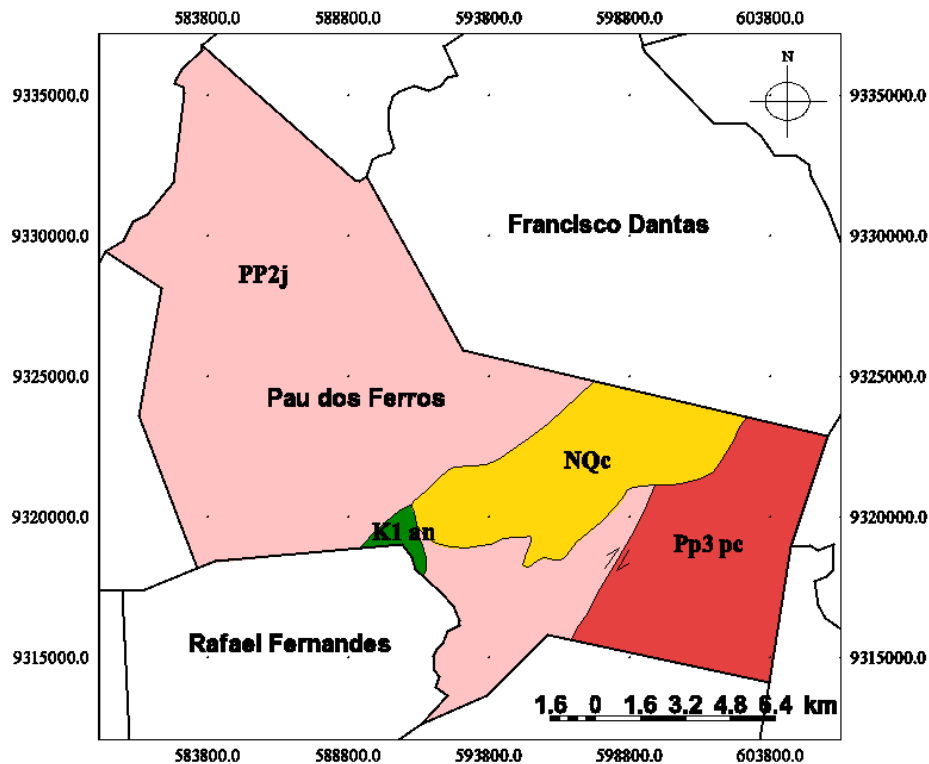 583800.0 588800.0 593800.0 598800.0 603800.0
N
9335000.0 9335000.0
Francisco Dantas
9330000.0 9330000.0
PP2j
9325000.0 9325000.0
Pau dos Ferros
NQc
9320000.0 9320000.0
K1 an
Pp3 pc
Rafael Fernandes
9315000.0 9315000.0
1.6 0 1.6 3.2 4.8 6.4 km
583800.0 588800.0 593800.0 598800.0 603800.0